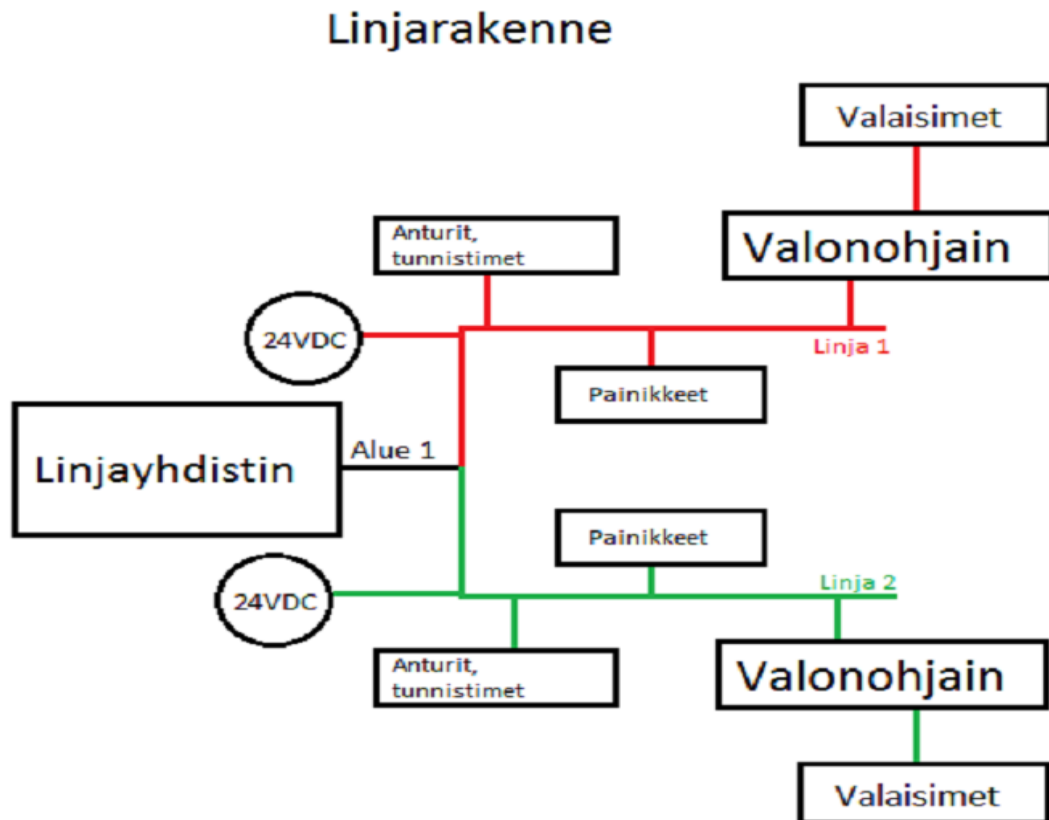 Linjarakenne
Valaisimet
Anturit,
tunnistimet
Valonohjain
24VDC
Linja 1
Painikkeet
Linjayhdistin
Alue 1
Painikkeet
Linja 2
24VDC
Anturit,
tunnistimet
Valonohjain
Valaisimet